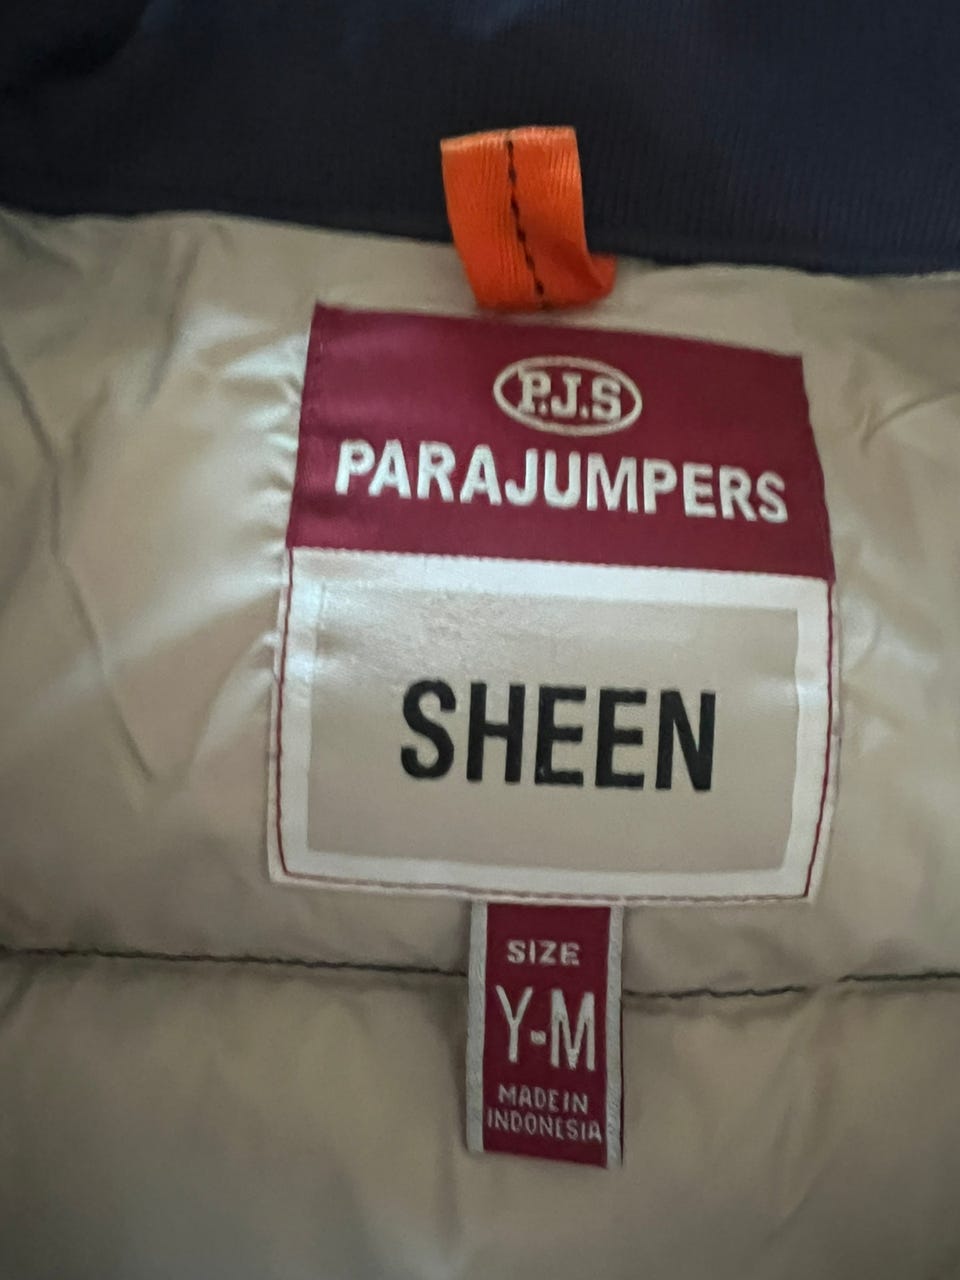 P.J.S
PARAJUMPERS
SHEEN
SIZE
Y-M
MADE IN
INDONESIA